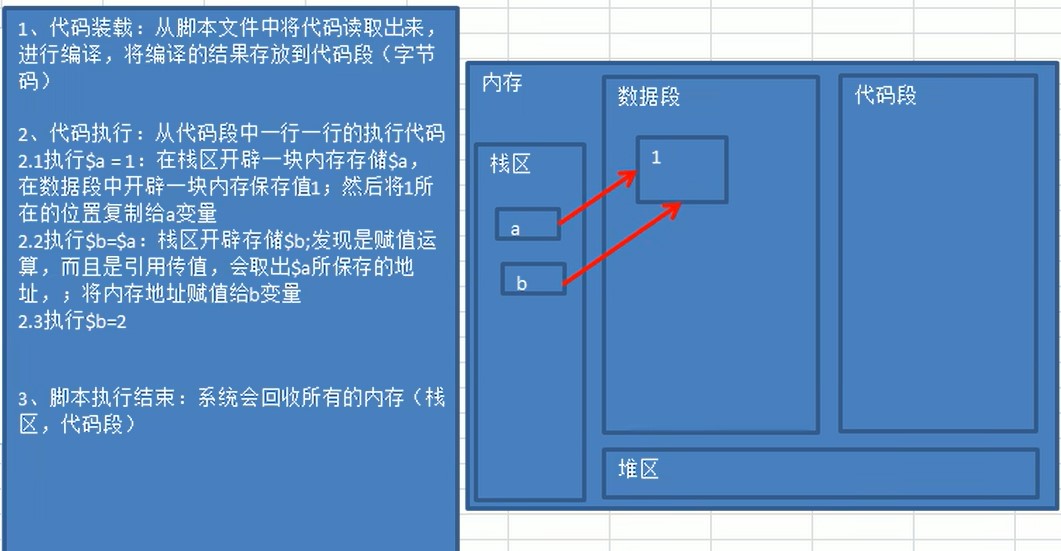 1、代码装载：从脚本文件中将代码读取出来，
进行编译，将编译的结果存放到代码段（字节
码）
2、代码执行：从代码段中一行一行的执行代码
2.1执行$a = 1：在栈区开辟一块内存存储$a，
在数据段中开辟一块内存保存值1；然后将1所
在的位置复制给a变量
2.2执行$b=$a：栈区开辟存储$b;发现是赋值运
算，而且是引用传值，会取出$a所保存的地
址，；将内存地址赋值给b变量
2.3执行$b=2
3、脚本执行结束：系统会回收所有的内存（栈
区，代码段）
内存
数据段
代码段
1
栈区
a
b
堆区